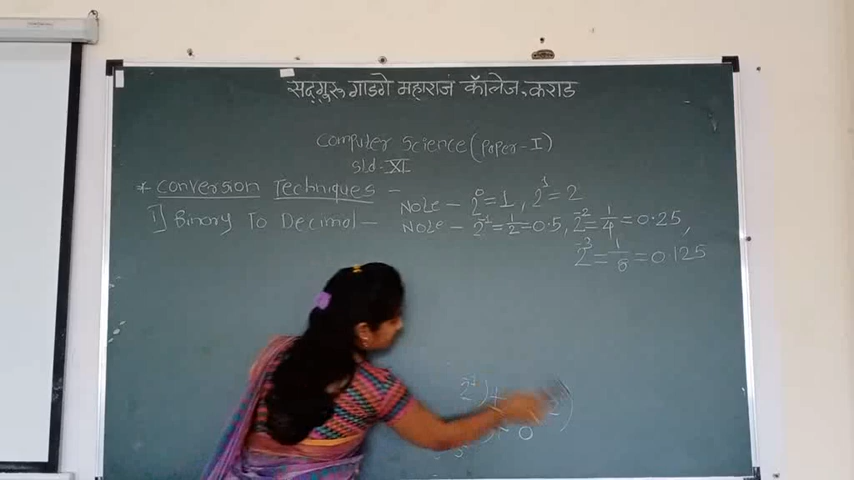 सद्गुरू गाडगे महाराज कॉलेज, कराड
Computer Science (Paper-I)
Std-XI
* Conversion Techniques -
Note - 2⁰=1, 2¹=2
I] Binary To Decimal -
Note - 2⁻¹=1/2=0.5, 2⁻²=1/4=0.25,
2⁻³=1/8=0.125